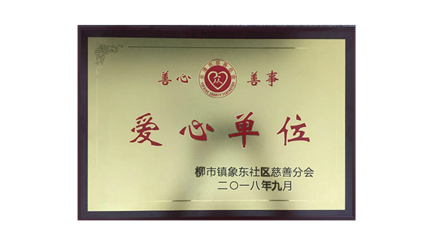 善心 善事
爱心单位
柳市镇象东社区慈善分会
二〇一八年九月